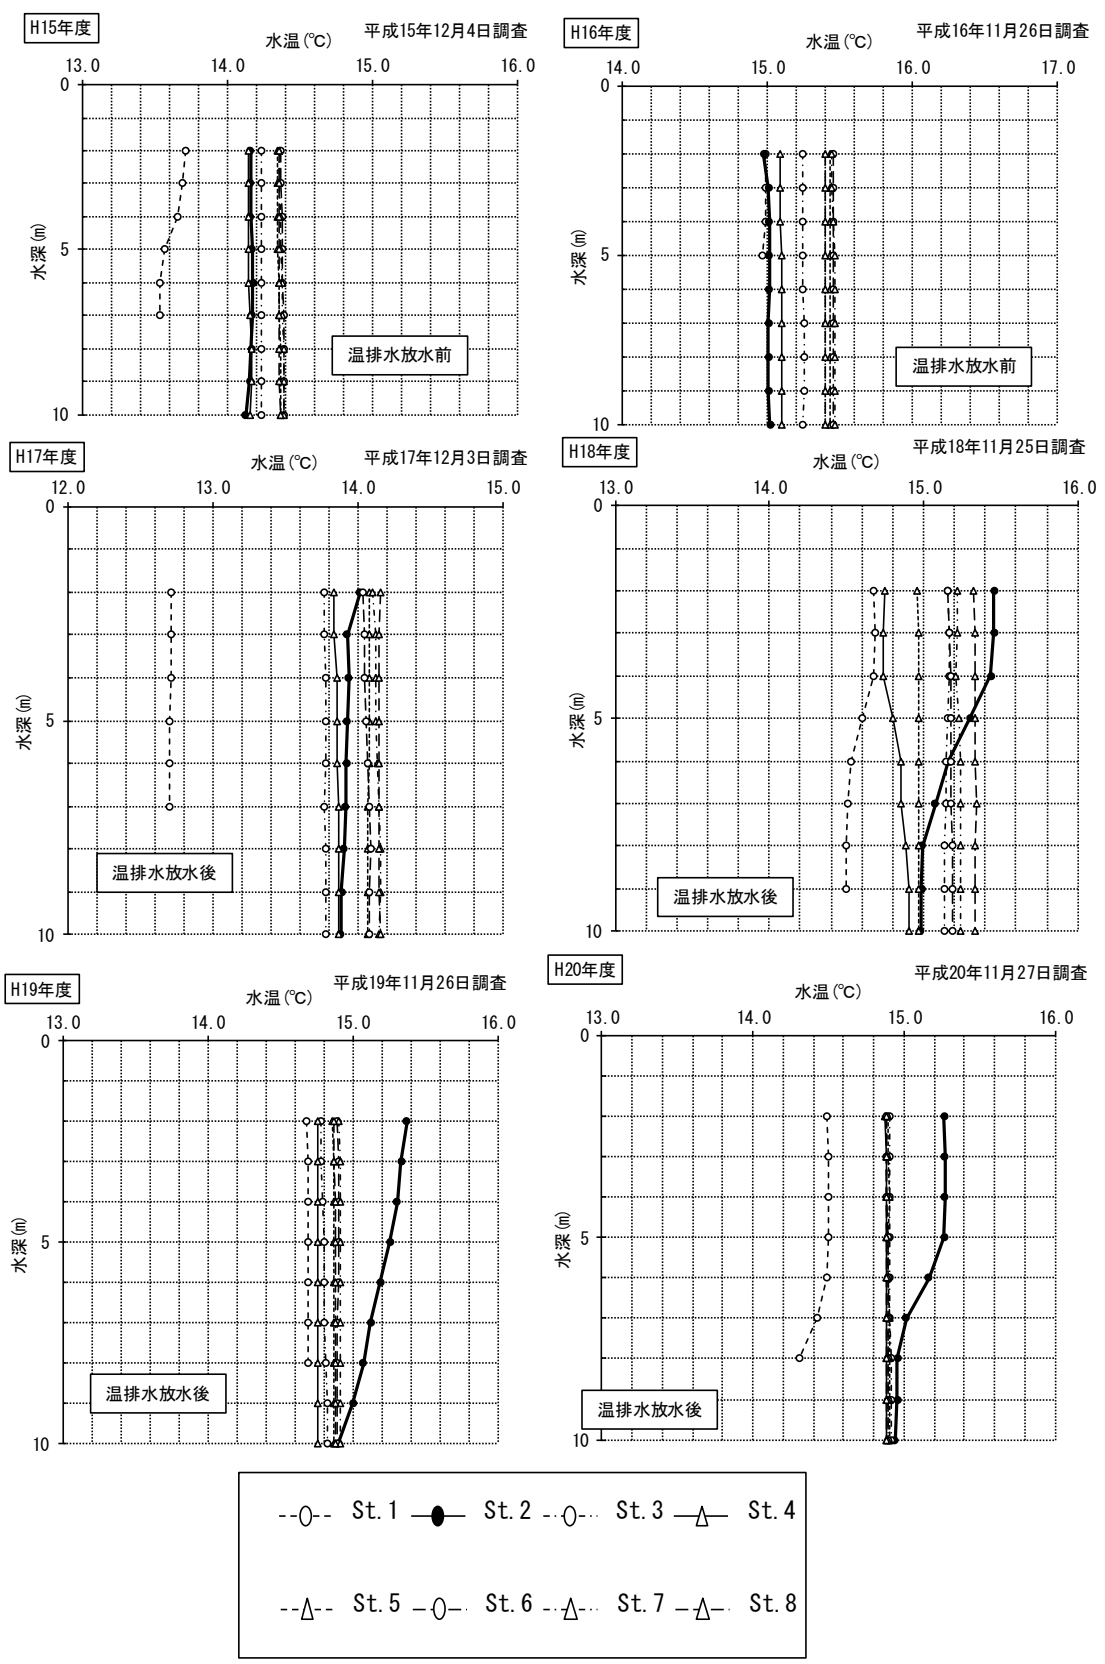 H15年度
平成15年12月4日調査
水温(℃)
13.0 14.0 15.0 16.0
0
5
10
水深(m)
温排水放水前
H16年度
平成16年11月26日調査
水温(℃)
14.0 15.0 16.0 17.0
0
5
10
水深(m)
温排水放水前
H17年度
平成17年12月3日調査
水温(℃)
12.0 13.0 14.0 15.0
0
5
10
水深(m)
温排水放水後
H18年度
平成18年11月25日調査
水温(℃)
13.0 14.0 15.0 16.0
0
5
10
水深(m)
温排水放水後
H19年度
平成19年11月26日調査
水温(℃)
13.0 14.0 15.0 16.0
0
5
10
水深(m)
温排水放水後
H20年度
平成20年11月27日調査
水温(℃)
13.0 14.0 15.0 16.0
0
5
10
水深(m)
温排水放水後
St.1 St.2 St.3 St.4
St.5 St.6 St.7 St.8